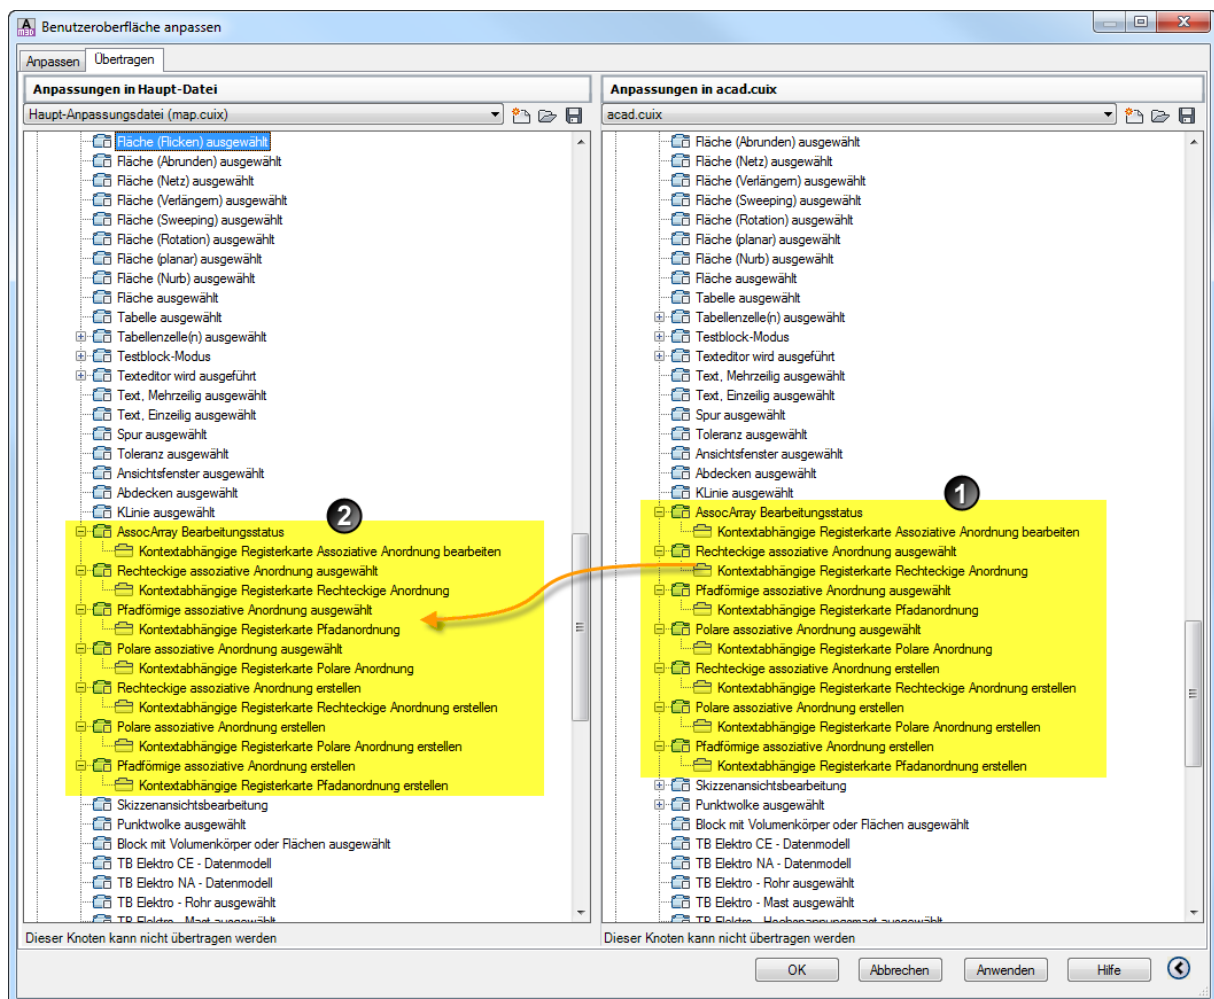 Benutzeroberfläche anpassen
Anpassen
Übertragen
Anpassungen in Haupt-Datei
Haupt-Anpassungsdatei (map.cuix)
Fläche (Flicken) ausgewählt
Fläche (Abrunden) ausgewählt
Fläche (Netz) ausgewählt
Fläche (Verlängern) ausgewählt
Fläche (Sweeping) ausgewählt
Fläche (Rotation) ausgewählt
Fläche (planar) ausgewählt
Fläche (Nurb) ausgewählt
Fläche ausgewählt
Tabelle ausgewählt
Tabellenzelle(n) ausgewählt
Testblock-Modus
Texteditor wird ausgeführt
Text, Mehrzeilig ausgewählt
Text, Einzeilig ausgewählt
Spur ausgewählt
Toleranz ausgewählt
Ansichtsfenster ausgewählt
Abdecken ausgewählt
KLinie ausgewählt
2
AssocArray Bearbeitungsstatus
Kontextabhängige Registerkarte Assoziative Anordnung bearbeiten
Rechteckige assoziative Anordnung ausgewählt
Kontextabhängige Registerkarte Rechteckige Anordnung
Pfadförmige assoziative Anordnung ausgewählt
Kontextabhängige Registerkarte Pfadanordnung
Polare assoziative Anordnung ausgewählt
Kontextabhängige Registerkarte Polare Anordnung
Rechteckige assoziative Anordnung erstellen
Kontextabhängige Registerkarte Rechteckige Anordnung erstellen
Polare assoziative Anordnung erstellen
Kontextabhängige Registerkarte Polare Anordnung erstellen
Pfadförmige assoziative Anordnung erstellen
Kontextabhängige Registerkarte Pfadanordnung erstellen
Skizzenansichtsbearbeitung
Punktwolke ausgewählt
Block mit Volumenkörper oder Flächen ausgewählt
TB Elektro CE - Datenmodell
TB Elektro NA - Datenmodell
TB Elektro - Rohr ausgewählt
TB Elektro - Mast ausgewählt
TB Elektro - Mast ausgewählt
Dieser Knoten kann nicht übertragen werden
Anpassungen in acad.cuix
acad.cuix
Fläche (Abrunden) ausgewählt
Fläche (Netz) ausgewählt
Fläche (Verlängern) ausgewählt
Fläche (Sweeping) ausgewählt
Fläche (Rotation) ausgewählt
Fläche (planar) ausgewählt
Fläche (Nurb) ausgewählt
Fläche ausgewählt
Tabelle ausgewählt
Tabellenzelle(n) ausgewählt
Testblock-Modus
Texteditor wird ausgeführt
Text, Mehrzeilig ausgewählt
Text, Einzeilig ausgewählt
Spur ausgewählt
Toleranz ausgewählt
Ansichtsfenster ausgewählt
Abdecken ausgewählt
KLinie ausgewählt
1
AssocArray Bearbeitungsstatus
Kontextabhängige Registerkarte Assoziative Anordnung bearbeiten
Rechteckige assoziative Anordnung ausgewählt
Kontextabhängige Registerkarte Rechteckige Anordnung
Pfadförmige assoziative Anordnung ausgewählt
Kontextabhängige Registerkarte Pfadanordnung
Polare assoziative Anordnung ausgewählt
Kontextabhängige Registerkarte Polare Anordnung
Rechteckige assoziative Anordnung erstellen
Kontextabhängige Registerkarte Rechteckige Anordnung erstellen
Polare assoziative Anordnung erstellen
Kontextabhängige Registerkarte Polare Anordnung erstellen
Pfadförmige assoziative Anordnung erstellen
Kontextabhängige Registerkarte Pfadanordnung erstellen
Skizzenansichtsbearbeitung
Punktwolke ausgewählt
Block mit Volumenkörper oder Flächen ausgewählt
TB Elektro CE - Datenmodell
TB Elektro NA - Datenmodell
TB Elektro - Rohr ausgewählt
TB Elektro - Mast ausgewählt
TB Elektro - Hochspannungsmast ausgewählt
Dieser Knoten kann nicht übertragen werden
OK
Abbrechen
Anwenden
Hilfe